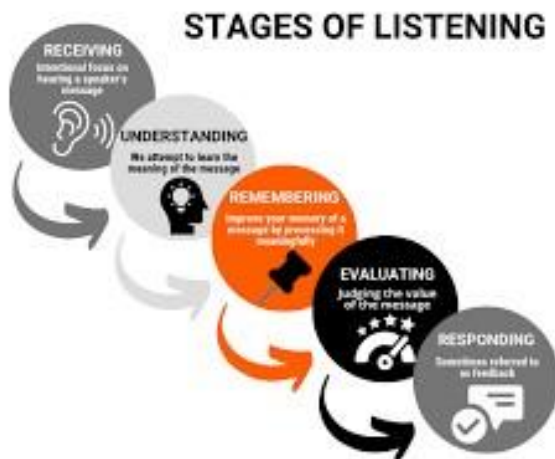 STAGES OF LISTENING
RECEIVING
Intentional focus on
hearing a speaker's
message
UNDERSTANDING
We attempt to learn the
meaning of the message
REMEMBERING
Improve your memory of a
message by processing it
meaningfully
EVALUATING
Judging the value
of the message
RESPONDING
Sometimes referred to
as feedback